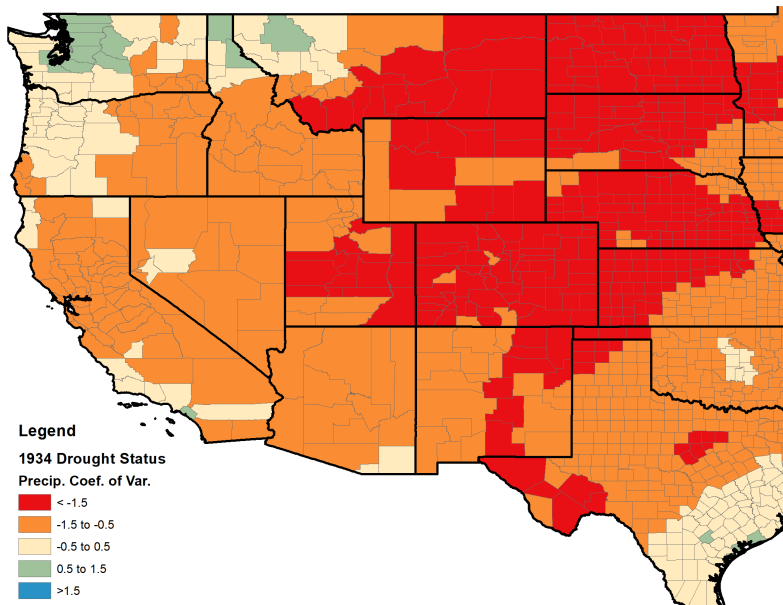 Legend
1934 Drought Status
Precip. Coef. of Var.
< -1.5
-1.5 to -0.5
-0.5 to 0.5
0.5 to 1.5
>1.5